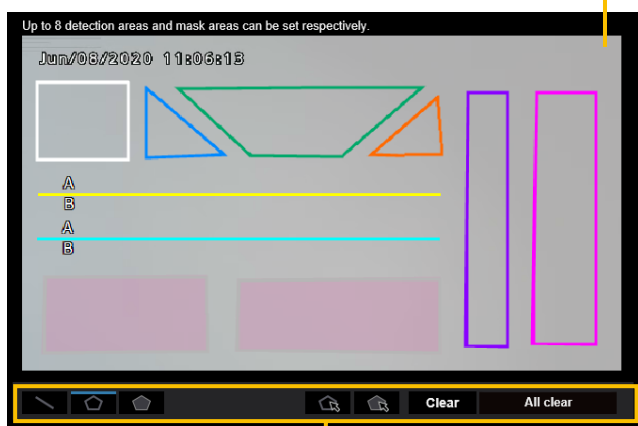 Up to 8 detection areas and mask areas can be set respectively.
Jun/08/2020 11:06:13
A
B
A
B
Clear All clear